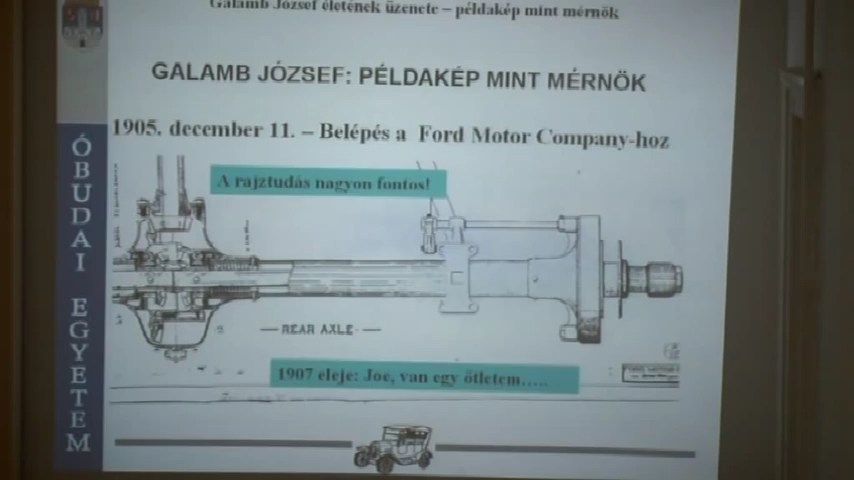 Galamb József életének üzenete – példakép mint mérnök
GALAMB JÓZSEF: PÉLDAKÉP MINT MÉRNÖK
1905. december 11. – Belépés a Ford Motor Company-hoz
A rajztudás nagyon fontos!
ÓBUDAI EGYETEM
— REAR AXLE —
1907 eleje: Joe, van egy ötletem…..